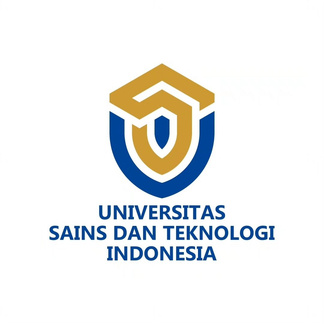 UNIVERSITAS
SAINS DAN TEKNOLOGI
INDONESIA